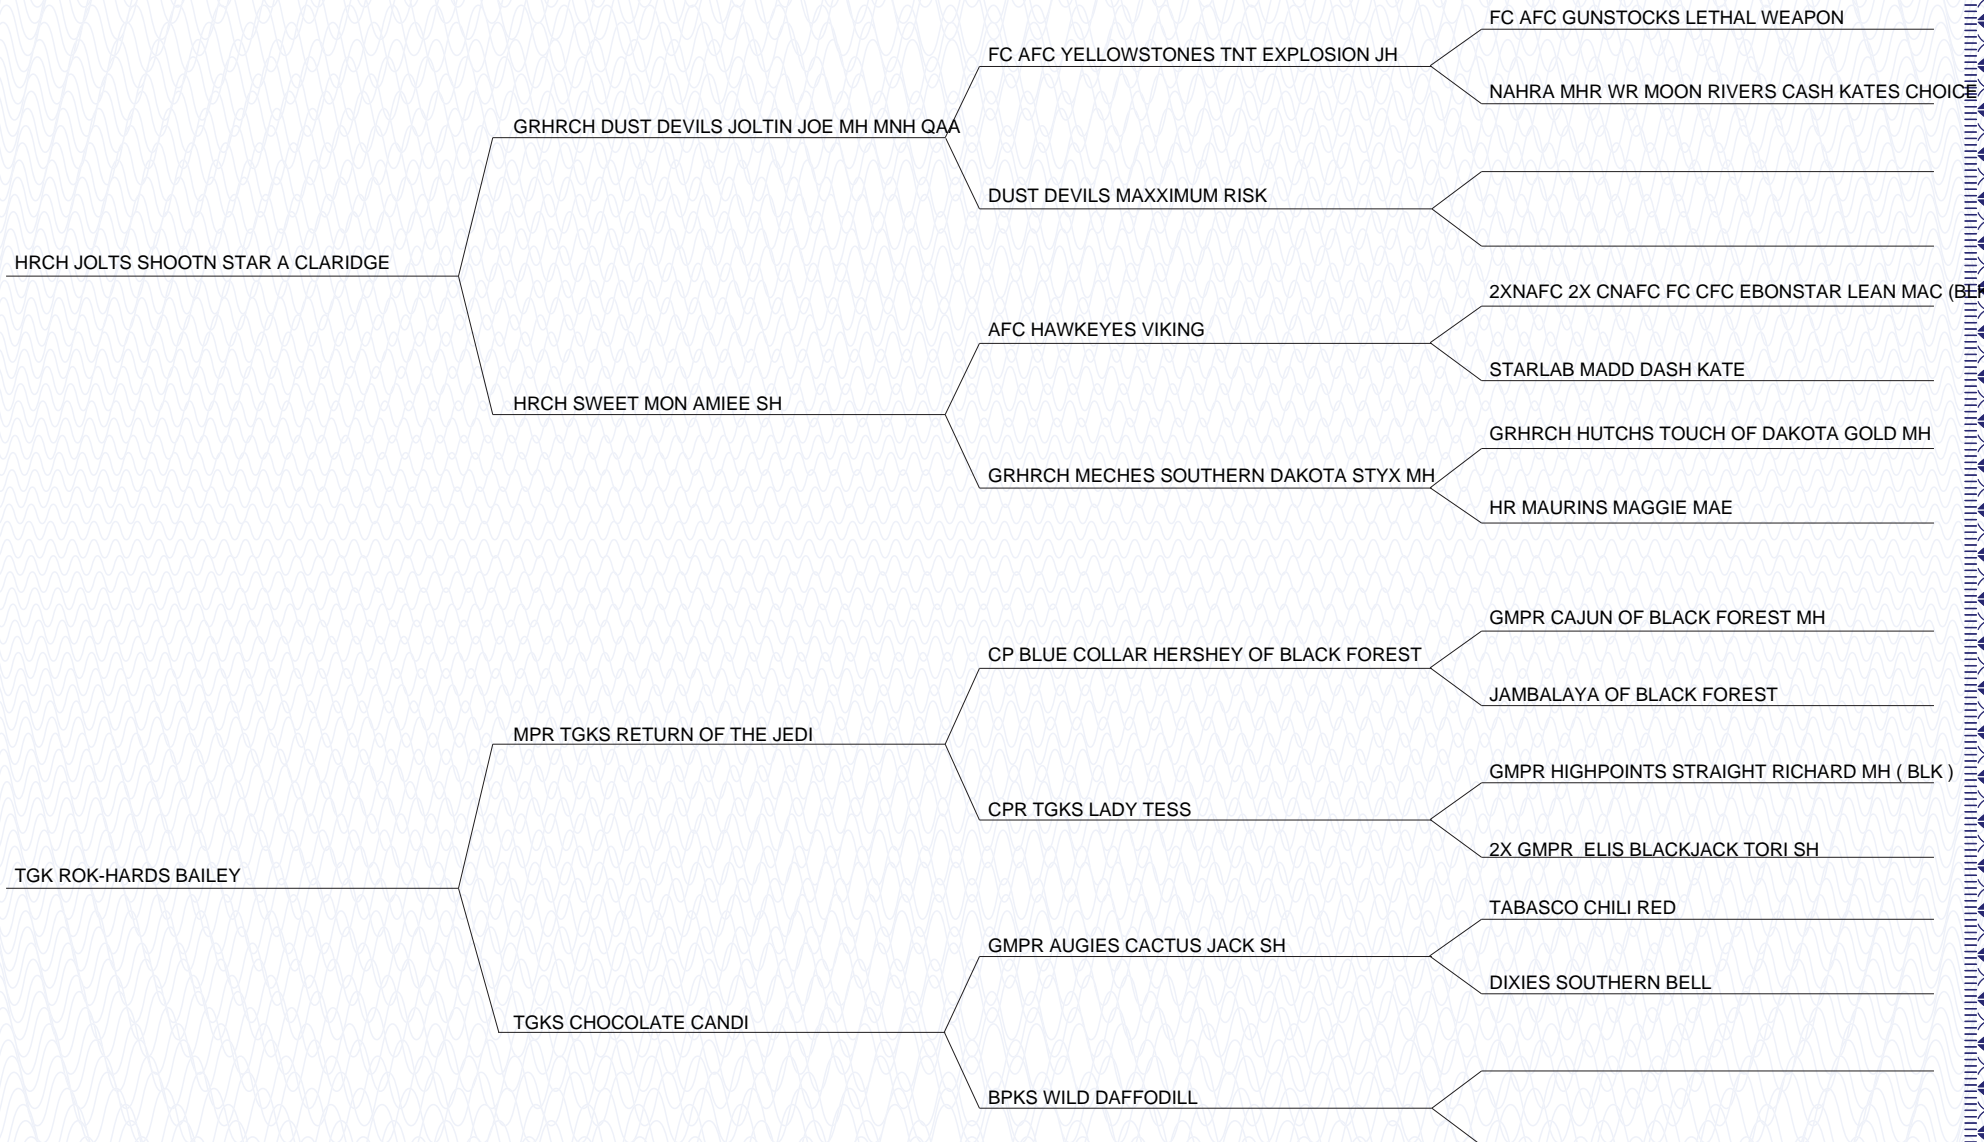 FC AFC GUNSTOCKS LETHAL WEAPON
FC AFC YELLOWSTONES TNT EXPLOSION JH
NAHRA MHR WR MOON RIVERS CASH KATES CHOICE
GRHRCH DUST DEVILS JOLTIN JOE MH MNH QAA
DUST DEVILS MAXXIMUM RISK
HRCH JOLTS SHOOTN STAR A CLARIDGE
2XNAFC 2X CNAFC FC CFC EBONSTAR LEAN MAC
AFC HAWKEYES VIKING
STARLAB MADD DASH KATE
HRCH SWEET MON AMIEE SH
GRHRCH HUTCHS TOUCH OF DAKOTA GOLD MH
GRHRCH MECHES SOUTHERN DAKOTA STYX MH
HR MAURINS MAGGIE MAE
GMPR CAJUN OF BLACK FOREST MH
CP BLUE COLLAR HERSHEY OF BLACK FOREST
JAMBALAYA OF BLACK FOREST
MPR TGKS RETURN OF THE JEDI
GMPR HIGHPOINTS STRAIGHT RICHARD MH ( BLK )
CPR TGKS LADY TESS
2X GMPR  ELIS BLACKJACK TORI SH
TGK ROK-HARDS BAILEY
TABASCO CHILI RED
GMPR AUGIES CACTUS JACK SH
DIXIES SOUTHERN BELL
TGKS CHOCOLATE CANDI
BPKS WILD DAFFODILL